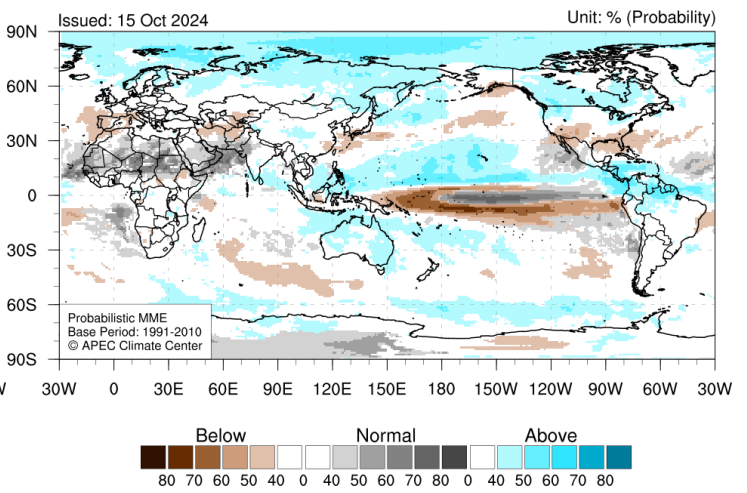 Issued: 15 Oct 2024
Unit: % (Probability)
90N
60N
30N
0
30S
60S
90S
Probabilistic MME
Base Period: 1991-2010
© APEC Climate Center
W 30W 0 30E 60E 90E 120E 150E 180 150W 120W 90W 60W 30W
Below Normal Above
80 70 60 50 40 0 40 50 60 70 80 0 40 50 60 70 80